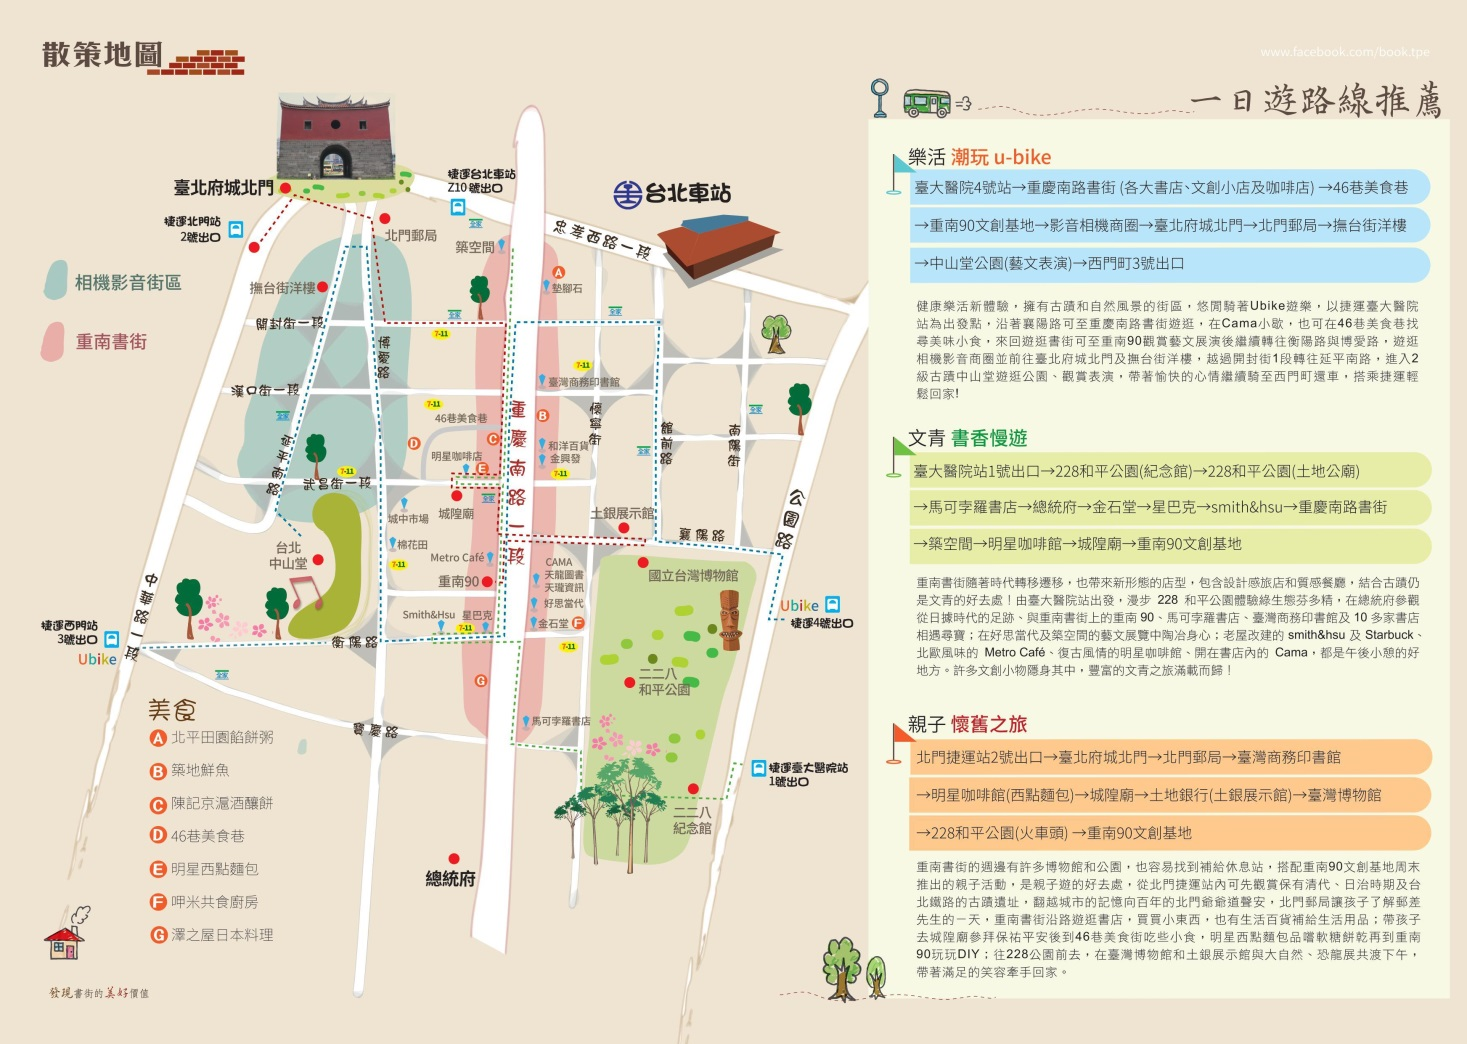 散策地圖
www.facebook.com/book.tpe
一日遊路線推薦
臺北府城北門
捷運台北車站
Z10號出口
台北車站
捷運北門站
2號出口
北門郵局
築空間
忠孝西路一段
相機影音街區
重南書街
撫台街洋樓
A
墊腳石
開封街一段
博愛路
7-11
7-11
漢口街一段
臺灣商務印書館
重慶南路一段
懷寧街
館前路
南陽街
公園路
7-11
46巷美食巷
B
C
D
和洋百貨
金興發
明星咖啡店
E
7-11
7-11
武昌街一段
延平南路
城隍廟
城中市場
土銀展示館
襄陽路
棉花田
台北
中山堂
Metro Café
7-11
重南90
CAMA
天龍圖書
天瓏資訊
好思當代
國立台灣博物館
Smith&Hsu
星巴克
7-11
金石堂
F
7-11
Ubike
捷運4號出口
中華路一段
捷運西門站
3號出口
Ubike
衡陽路
二二八
和平公園
G
馬可孛羅書店
寶慶路
捷運臺大醫院站
1號出口
二二八
紀念館
總統府
美食
A 北平田園餡餅粥
B 築地鮮魚
C 陳記京滬酒釀餅
D 46巷美食巷
E 明星西點麵包
F 呷米共食廚房
G 澤之屋日本料理
發現書街的美好價值
樂活 潮玩 u-bike
臺大醫院4號站→重慶南路書街 (各大書店、文創小店及咖啡店) →46巷美食巷
→重南90文創基地→影音相機商圈→臺北府城北門→北門郵局→撫台街洋樓
→中山堂公園(藝文表演)→西門町3號出口
健康樂活新體驗，擁有古蹟和自然風景的街區，悠閒騎著Ubike遊樂，以捷運臺大醫院
站為出發點，沿著襄陽路可至重慶南路書街遊逛，在Cama小歇，也可在46巷美食巷找
尋美味小食，來回遊逛書街可至重南90觀賞藝文展演後繼續轉往衡陽路與博愛路，遊逛
相機影音商圈並前往臺北府城北門及撫台街洋樓，越過開封街1段轉往延平南路，進入2
級古蹟中山堂遊逛公園、觀賞表演，帶著愉快的心情繼續騎至西門町還車，搭乘捷運輕
鬆回家!
文青 書香慢遊
臺大醫院站1號出口→228和平公園(紀念館)→228和平公園(土地公廟)
→馬可孛羅書店→總統府→金石堂→星巴克→smith&hsu→重慶南路書街
→築空間→明星咖啡館→城隍廟→重南90文創基地
重南書街隨著時代轉移遷移，也帶來新形態的店型，包含設計感旅店和質感餐廳，結合古蹟仍
是文青的好去處！由臺大醫院站出發，漫步 228 和平公園體驗綠生態芬多精，在總統府參觀
從日據時代的足跡、與重南書街上的重南 90、馬可孛羅書店、臺灣商務印書館及 10 多家書店
相遇尋寶；在好思當代及築空間的藝文展覽中陶冶身心；老屋改建的 smith&hsu 及 Starbuck、
北歐風味的 Metro Café、復古風情的明星咖啡館、開在書店內的 Cama，都是午後小憩的好
地方。許多文創小物隱身其中，豐富的文青之旅滿載而歸！
親子 懷舊之旅
北門捷運站2號出口→臺北府城北門→北門郵局→臺灣商務印書館
→明星咖啡館(西點麵包)→城隍廟→土地銀行(土銀展示館)→臺灣博物館
→228和平公園(火車頭) →重南90文創基地
重南書街的週邊有許多博物館和公園，也容易找到補給休息站，搭配重南90文創基地周末
推出的親子活動，是親子遊的好去處，從北門捷運站內可先觀賞保有清代、日治時期及台
北鐵路的古蹟遺址，翻越城市的記憶向百年的北門爺爺道聲安，北門郵局讓孩子了解郵差
先生的一天，重南書街沿路遊逛書店，買買小東西，也有生活百貨補給生活用品；帶孩子
去城隍廟參拜保祐平安後到46巷美食街吃些小食，明星西點麵包品嚐軟糖餅乾再到重南
90玩玩DIY；往228公園前去，在臺灣博物館和土銀展示館與大自然、恐龍展共渡下午，
帶著滿足的笑容牽手回家。